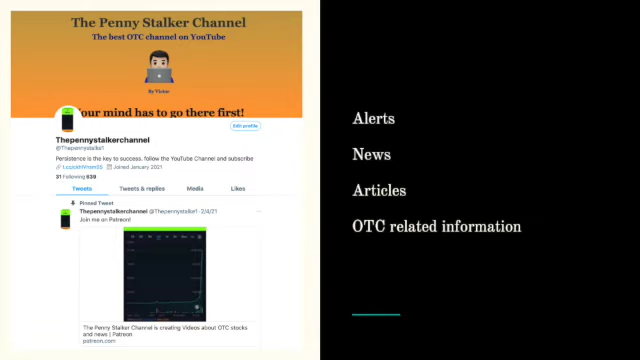 The Penny Stalker Channel
The best OTC channel on YouTube
By Victor
Your mind has to go there first!
Edit profile
Thepennystalkerchannel
@Thepennystalke1
Persistence is the key to success, follow the YouTube Channel and subscribe
Joined January 2021
31 Following 639
Tweets
Tweets & replies
Media
Likes
Pinned Tweet
Thepennystalkerchannel @Thepennystalke1 · 2/4/21
Join me on Patreon!
The Penny Stalker Channel is creating Videos about OTC stocks
and news | Patreon
patreon.com
Alerts
News
Articles
OTC related information